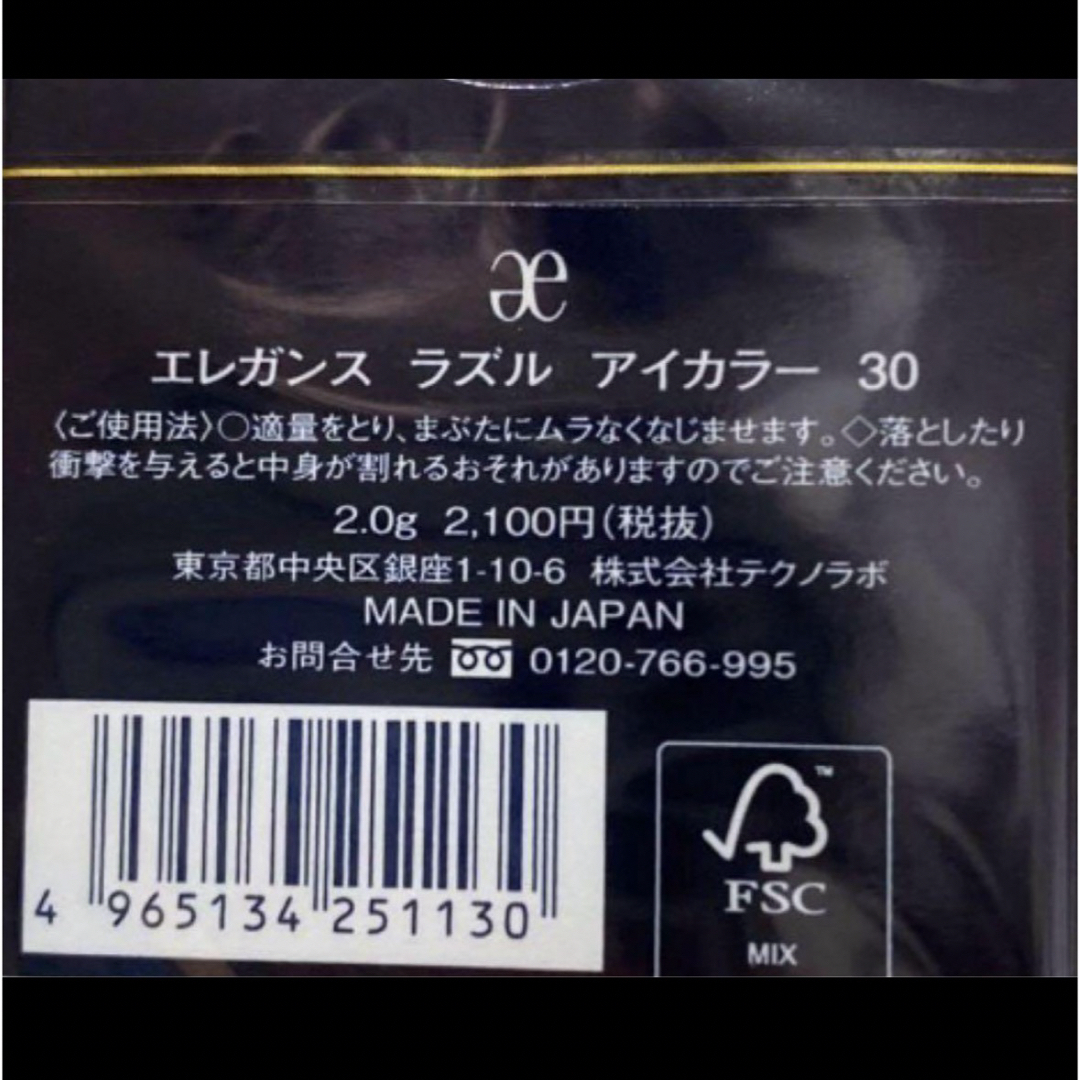 æ
エレガンス ラズル アイカラー 30
〈ご使用法〉○適量をとり、まぶたにムラなくなじませます。◇落としたり
衝撃を与えると中身が割れるおそれがありますのでご注意ください。
2.0g 2,100円(税抜)
東京都中央区銀座1-10-6 株式会社テクノラボ
MADE IN JAPAN
お問合せ先 0120-766-995
4 965134 251130
™
FSC
MIX